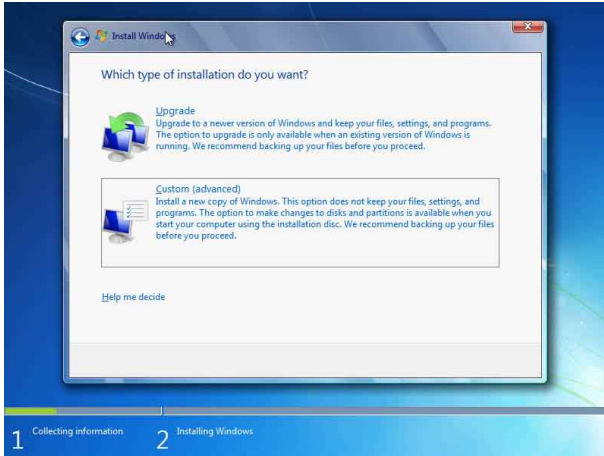 Install Windows
Which type of installation do you want?
Upgrade
Upgrade to a newer version of Windows and keep your files, settings, and programs.
The option to upgrade is only available when an existing version of Windows is
running. We recommend backing up your files before you proceed.
Custom (advanced)
Install a new copy of Windows. This option does not keep your files, settings, and
programs. The option to make changes to disks and partitions is available when you
start your computer using the installation disc. We recommend backing up your files
before you proceed.
Help me decide
1 Collecting information
2 Installing Windows